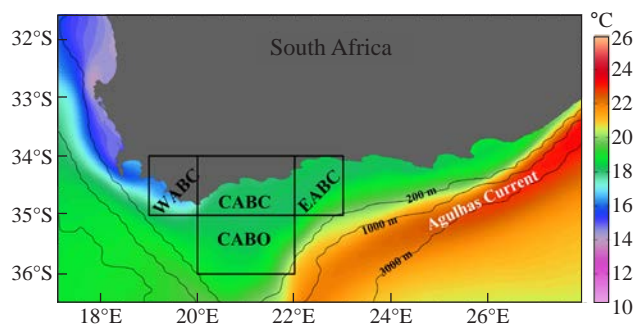 °C
32°S
33°S
34°S
35°S
36°S
South Africa
WABC
CABC
EABC
CABO
200 m
1000 m
3000 m
Agulhas Current
18°E
20°E
22°E
24°E
26°E
26
24
22
20
18
16
14
12
10